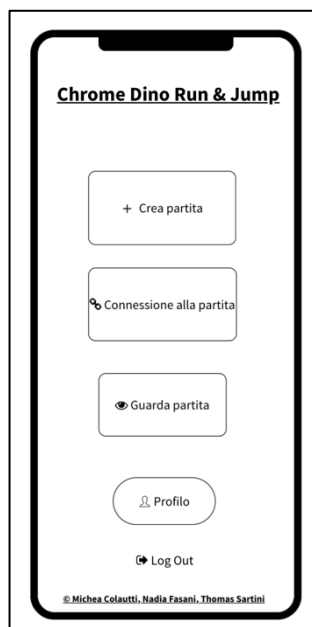 Chrome Dino Run & Jump
+ Crea partita
Connessione alla partita
Guarda partita
Profilo
Log Out
© Michea Colautti, Nadia Fasani, Thomas Sartini